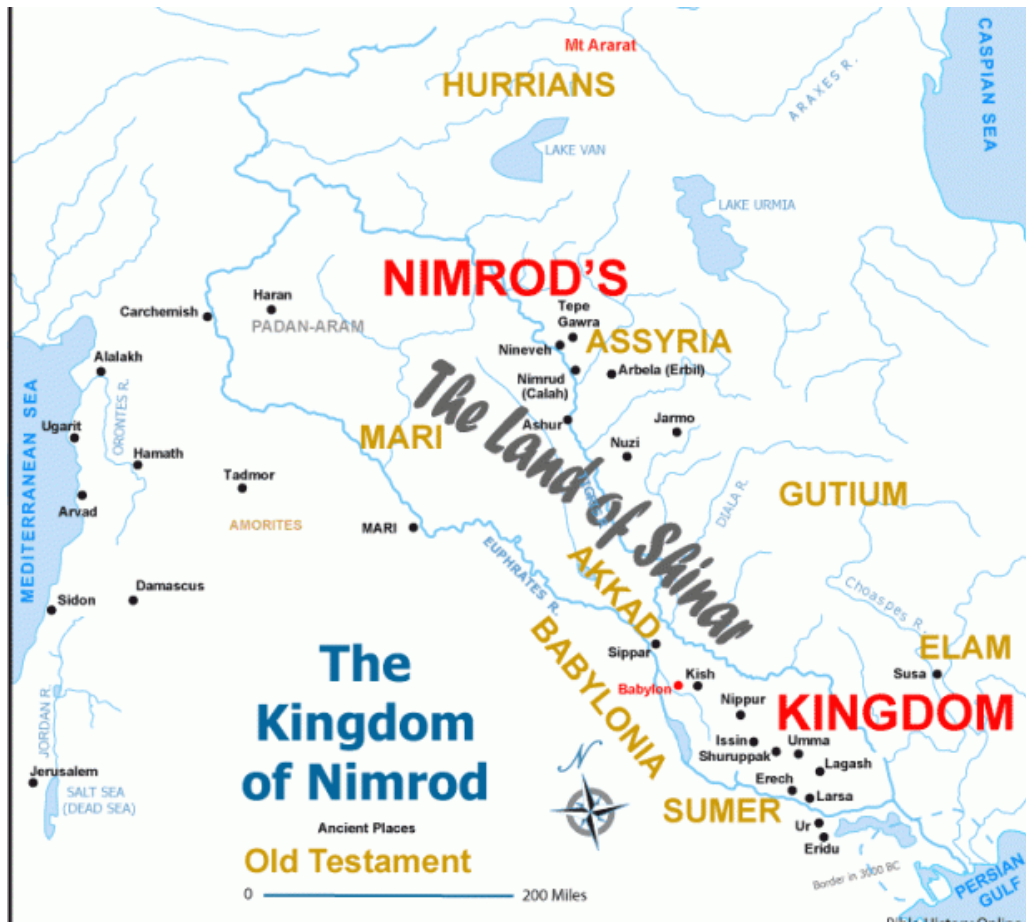 Mt Ararat
HURRIANS
ARAXES R.
CASPIAN SEA
LAKE VAN
LAKE URMIA
NIMROD'S
Haran
Carchemish
PADAN-ARAM
Tepe
Gawra
ASSYRIA
Nineveh
Alalakh
Nimrud
(Calah)
Arbela (Erbil)
The Land of Shinar
MEDITERRANEAN SEA
ORONTES R.
Ugarit
MARI
Ashur
Jarmo
Nuzi
Hamath
Tadmor
TIGRIS
DIALA R.
GUTIUM
Arvad
AMORITES
MARI
EUPHRATES R.
AKKAD
Damascus
Sidon
Choaspes R.
BABYLONIA
ELAM
Sippar
Susa
The
Kingdom
of Nimrod
Babylon
Kish
Nippur
KINGDOM
JORDAN R.
Issin
Umma
Shuruppak
Lagash
N
Jerusalem
SALT SEA
(DEAD SEA)
Erech
Larsa
SUMER
Ur
Eridu
Ancient Places
Old Testament
Border in 3000 BC
PERSIAN
GULF
0 200 Miles